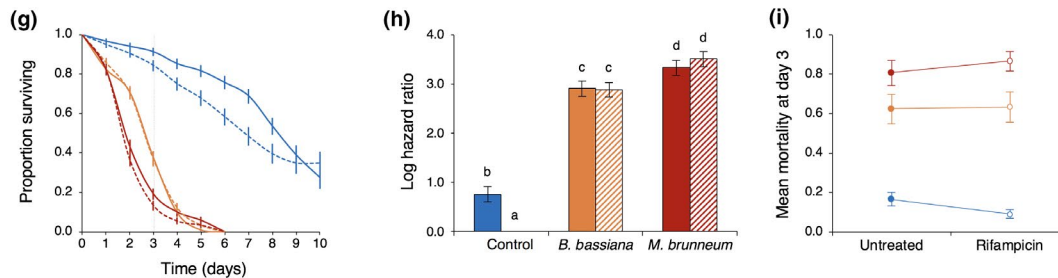 (g)
Proportion surviving
1.0
0.8
0.6
0.4
0.2
0.0
0 1 2 3 4 5 6 7 8 9 10
Time (days)
(h)
Log hazard ratio
4.0
3.0
2.0
1.0
0.0
b
a
c
c
d
d
Control
B. bassiana
M. brunneum
(i)
Mean mortality at day 3
1.0
0.8
0.6
0.4
0.2
0.0
Untreated
Rifampicin